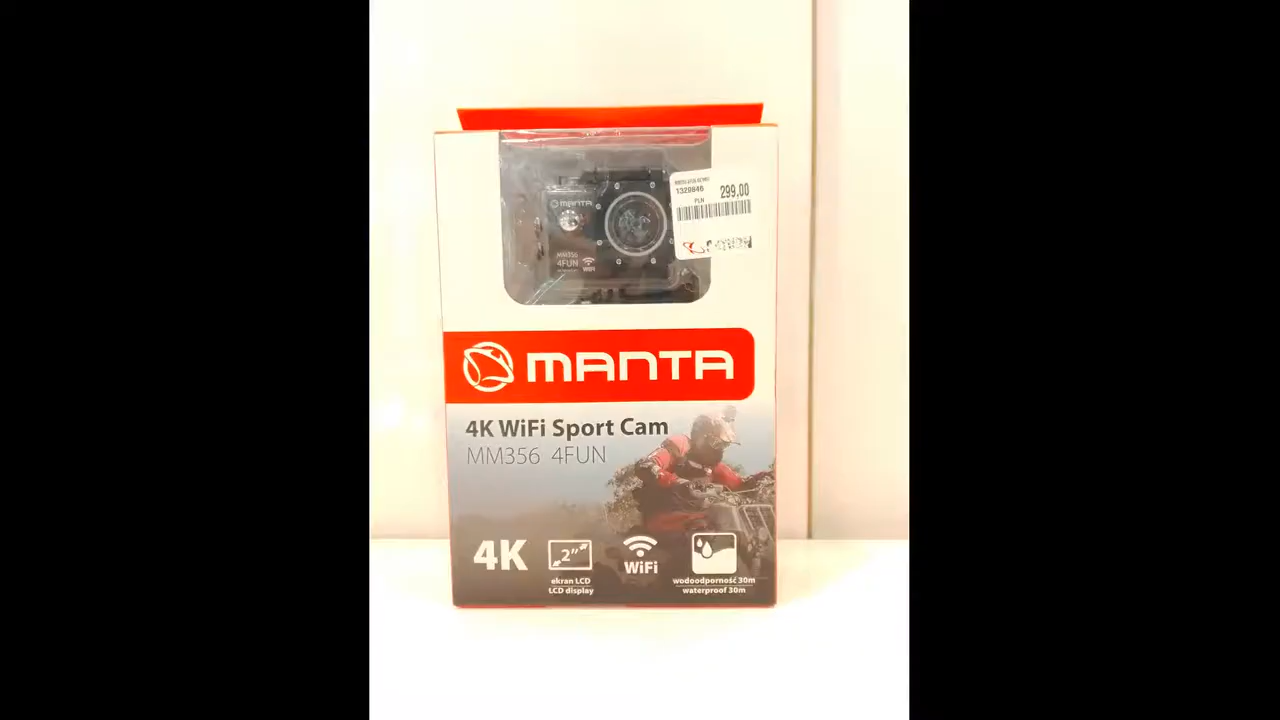 1329846
299.00
PLN
MANTA
MM356
4FUN
WiFi
MANTA
4K WiFi Sport Cam
MM356 4FUN
4K
2”
WiFi
ekran LCD
LCD display
wodoodporność 30m
waterproof 30m